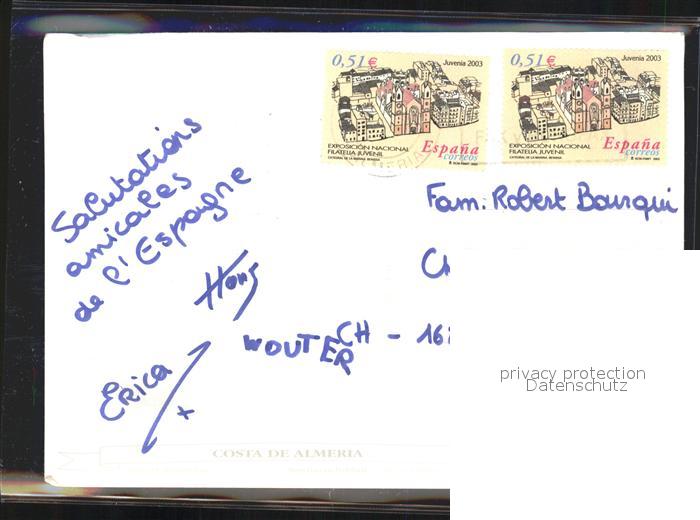 0,51€
Juvenia 2003
EXPOSICIÓN NACIONAL
FILATELIA JUVENIL
España
correos
0,51€
Juvenia 2003
EXPOSICIÓN NACIONAL
FILATELIA JUVENIL
España
correos
Salutations
amicales
de l'Espagne
Hans
Erica
WOUTER
Fam. Robert Bourqui
CH - 16
privacy protection
Datenschutz
COSTA DE ALMERIA